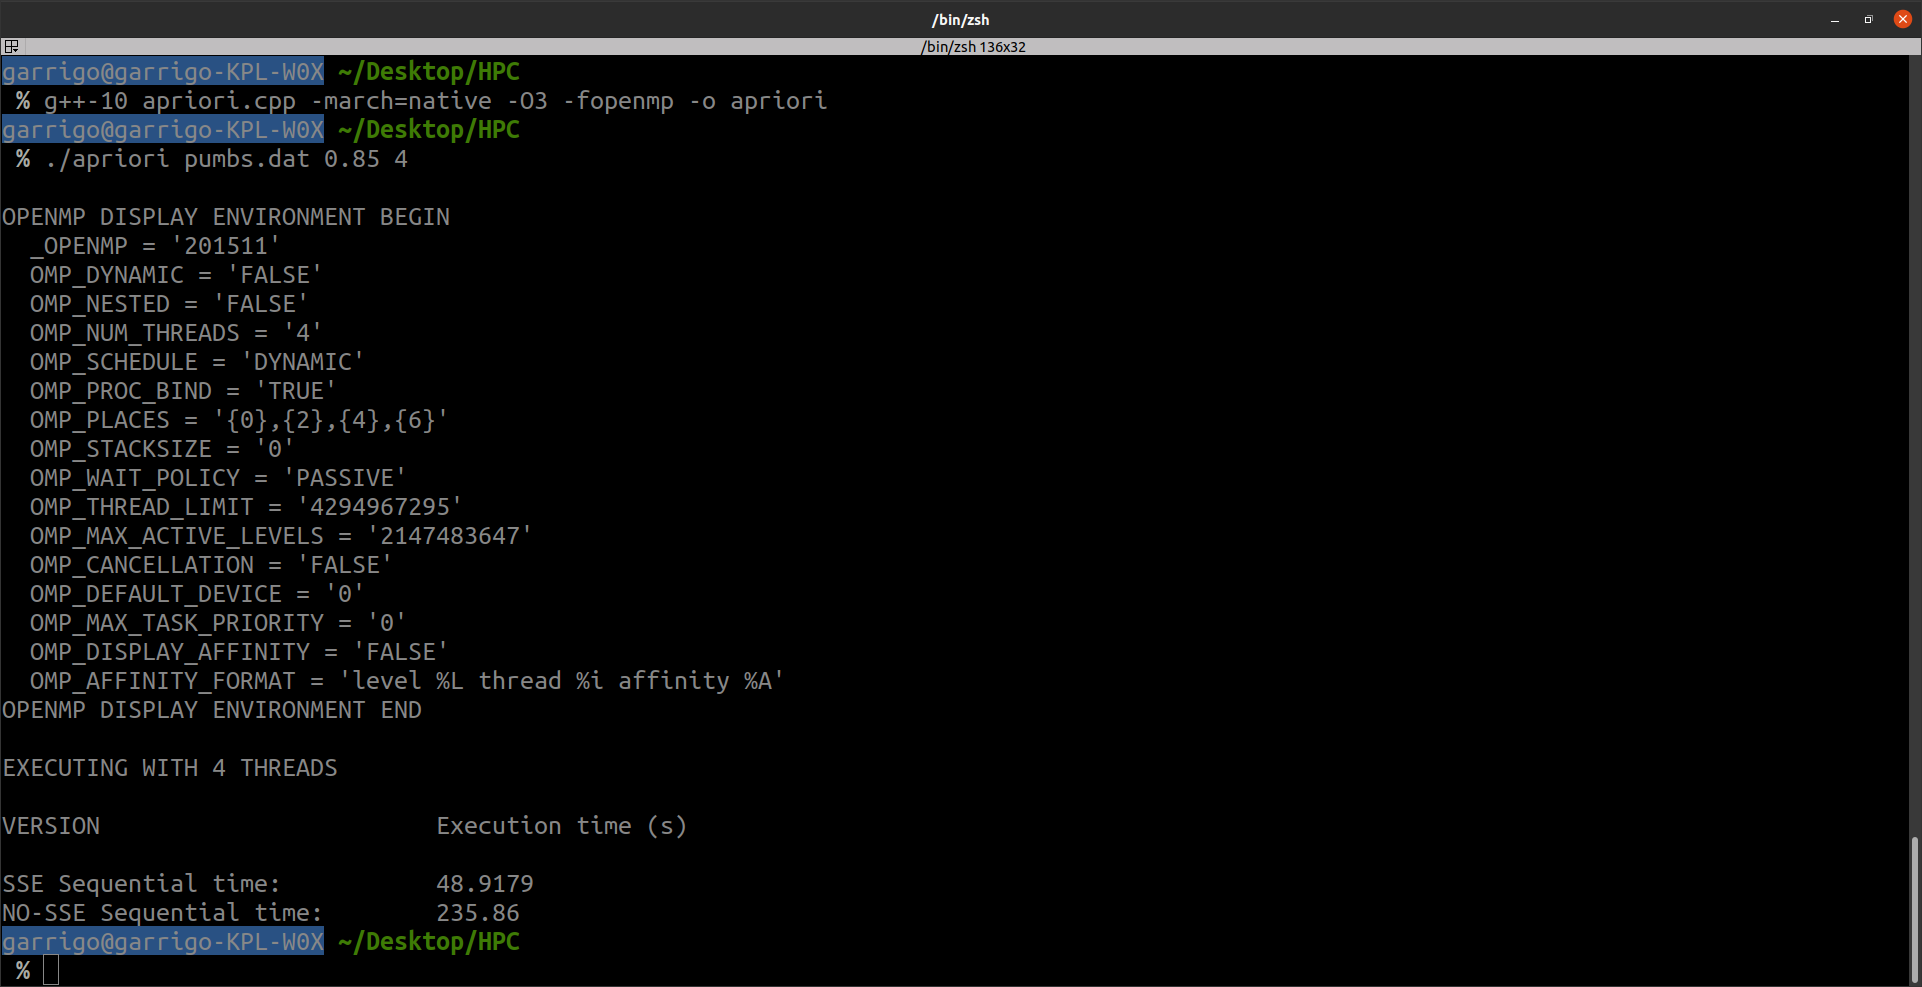 /bin/zsh
/bin/zsh 136x32
garrigo@garrigo-KPL-W0X ~/Desktop/HPC
% g++-10 apriori.cpp -march=native -O3 -fopenmp -o apriori
garrigo@garrigo-KPL-W0X ~/Desktop/HPC
% ./apriori pumbs.dat 0.85 4
OPENMP DISPLAY ENVIRONMENT BEGIN
  _OPENMP = '201511'
  OMP_DYNAMIC = 'FALSE'
  OMP_NESTED = 'FALSE'
  OMP_NUM_THREADS = '4'
  OMP_SCHEDULE = 'DYNAMIC'
  OMP_PROC_BIND = 'TRUE'
  OMP_PLACES = '{0},{2},{4},{6}'
  OMP_STACKSIZE = '0'
  OMP_WAIT_POLICY = 'PASSIVE'
  OMP_THREAD_LIMIT = '4294967295'
  OMP_MAX_ACTIVE_LEVELS = '2147483647'
  OMP_CANCELLATION = 'FALSE'
  OMP_DEFAULT_DEVICE = '0'
  OMP_MAX_TASK_PRIORITY = '0'
  OMP_DISPLAY_AFFINITY = 'FALSE'
  OMP_AFFINITY_FORMAT = 'level %L thread %i affinity %A'
OPENMP DISPLAY ENVIRONMENT END
EXECUTING WITH 4 THREADS
VERSION Execution time (s)
SSE Sequential time: 48.9179
NO-SSE Sequential time: 235.86
garrigo@garrigo-KPL-W0X ~/Desktop/HPC
%